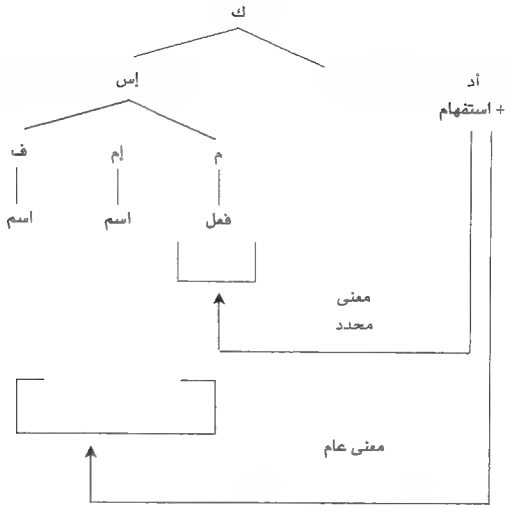 ك
أد
إس
+ استفهام
م
إم
ف
فعل
اسم
اسم
معنى
محدد
معنى عام